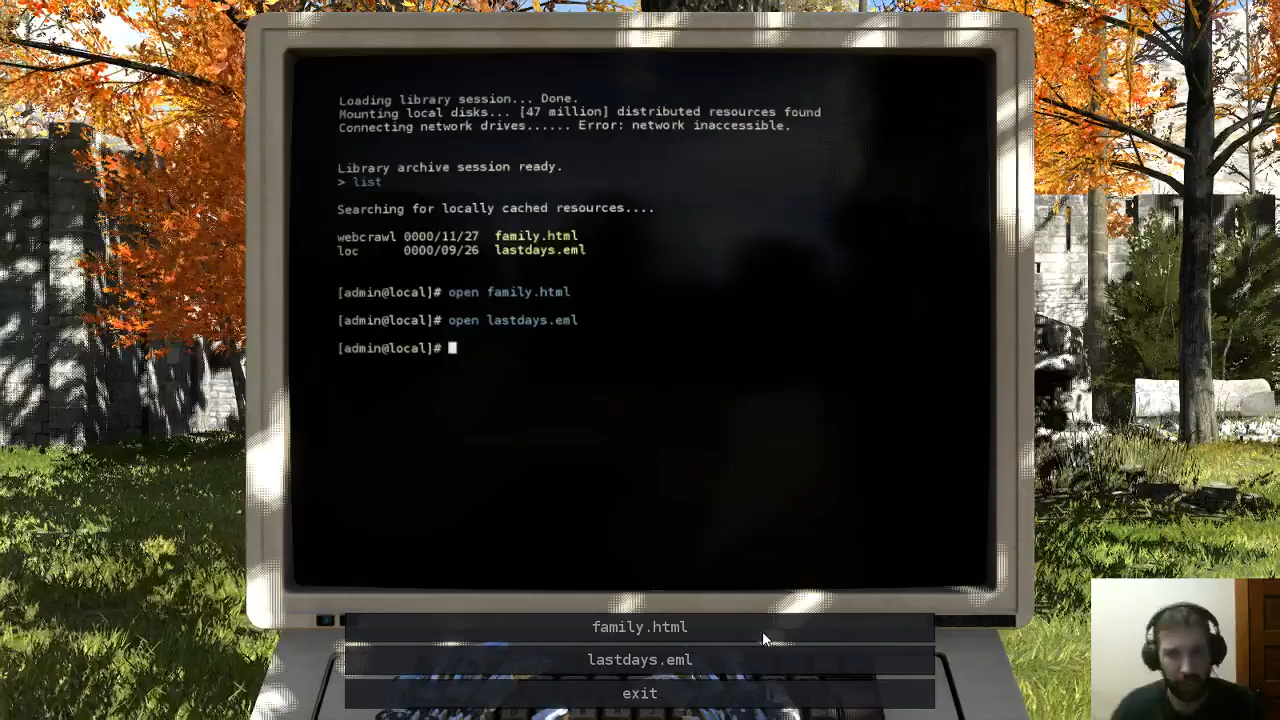 Loading library session... Done.
Mounting local disks... [47 million] distributed resources found
Connecting network drives...... Error: network inaccessible.
Library archive session ready.
> list
Searching for locally cached resources....
webcrawl 0000/11/27 family.html
loc 0000/09/26 lastdays.eml
[admin@local]# open family.html
[admin@local]# open lastdays.eml
[admin@local]#
family.html
lastdays.eml
exit